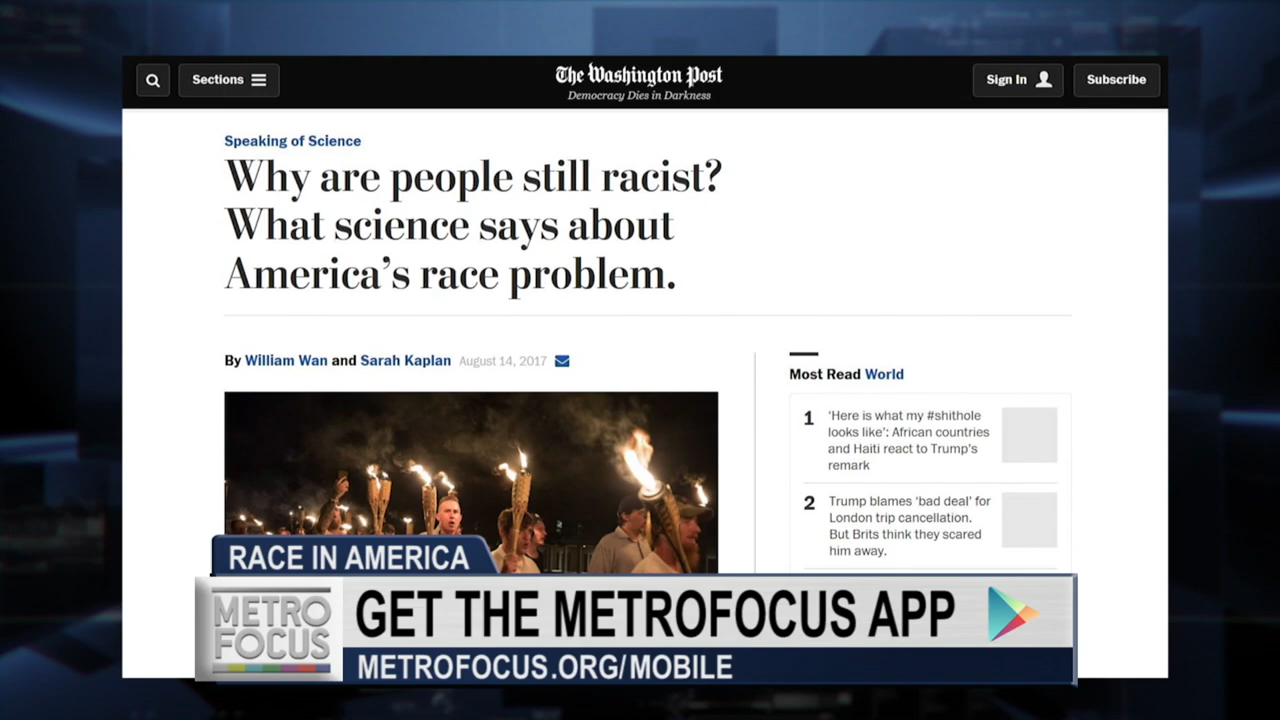 Sections
The Washington Post
Democracy Dies in Darkness
Sign In
Subscribe
Speaking of Science
Why are people still racist?
What science says about
America's race problem.
By William Wan and Sarah Kaplan August 14, 2017
Most Read World
1 'Here is what my #shithole
looks like': African countries
and Haiti react to Trump's
remark
2 Trump blames 'bad deal' for
London trip cancellation.
But Brits think they scared
him away.
RACE IN AMERICA
METRO
FOCUS
GET THE METROFOCUS APP
METROFOCUS.ORG/MOBILE